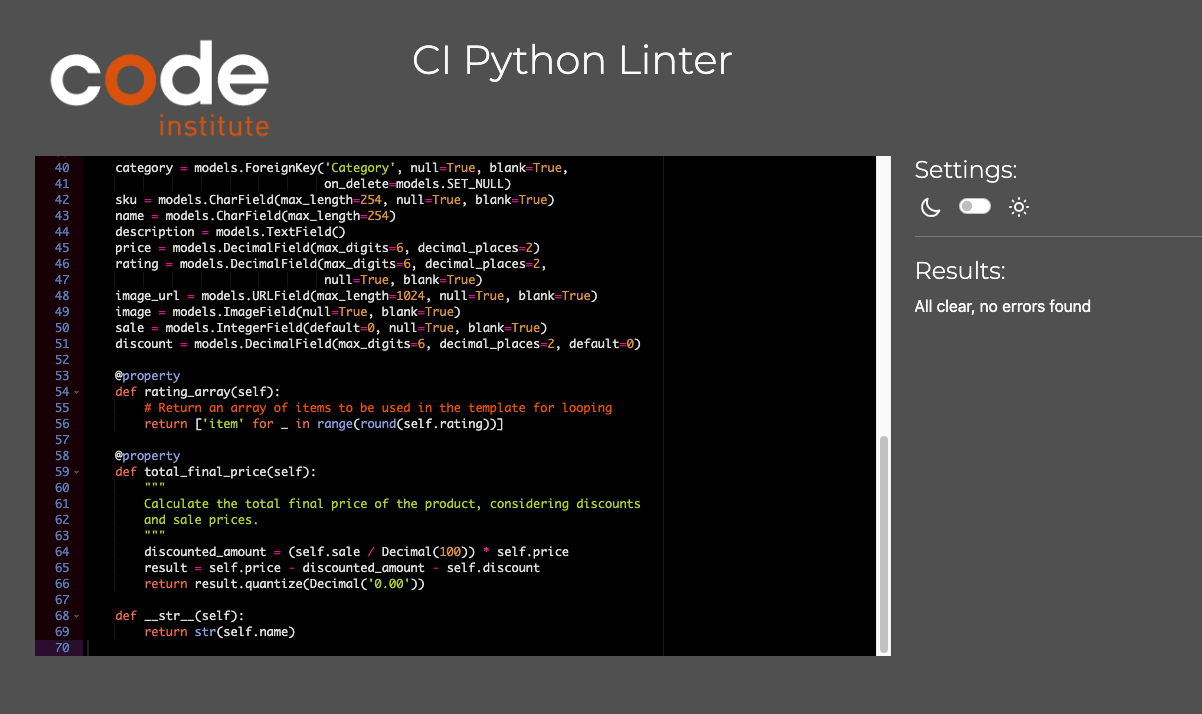 code
institute
CI Python Linter
40 category = models.ForeignKey('Category', null=True, blank=True,
41 on_delete=models.SET_NULL)
42 sku = models.CharField(max_length=254, null=True, blank=True)
43 name = models.CharField(max_length=254)
44 description = models.TextField()
45 price = models.DecimalField(max_digits=6, decimal_places=2)
46 rating = models.DecimalField(max_digits=6, decimal_places=2,
47 null=True, blank=True)
48 image_url = models.URLField(max_length=1024, null=True, blank=True)
49 image = models.ImageField(null=True, blank=True)
50 sale = models.IntegerField(default=0, null=True, blank=True)
51 discount = models.DecimalField(max_digits=6, decimal_places=2, default=0)
52
53 @property
54 def rating_array(self):
55 # Return an array of items to be used in the template for looping
56 return ['item' for _ in range(round(self.rating))]
57
58 @property
59 def total_final_price(self):
60 """
61 Calculate the total final price of the product, considering discounts
62 and sale prices.
63 """
64 discounted_amount = (self.sale / Decimal(100)) * self.price
65 result = self.price - discounted_amount - self.discount
66 return result.quantize(Decimal('0.00'))
67
68 def __str__(self):
69 return str(self.name)
70
Settings:
Results:
All clear, no errors found